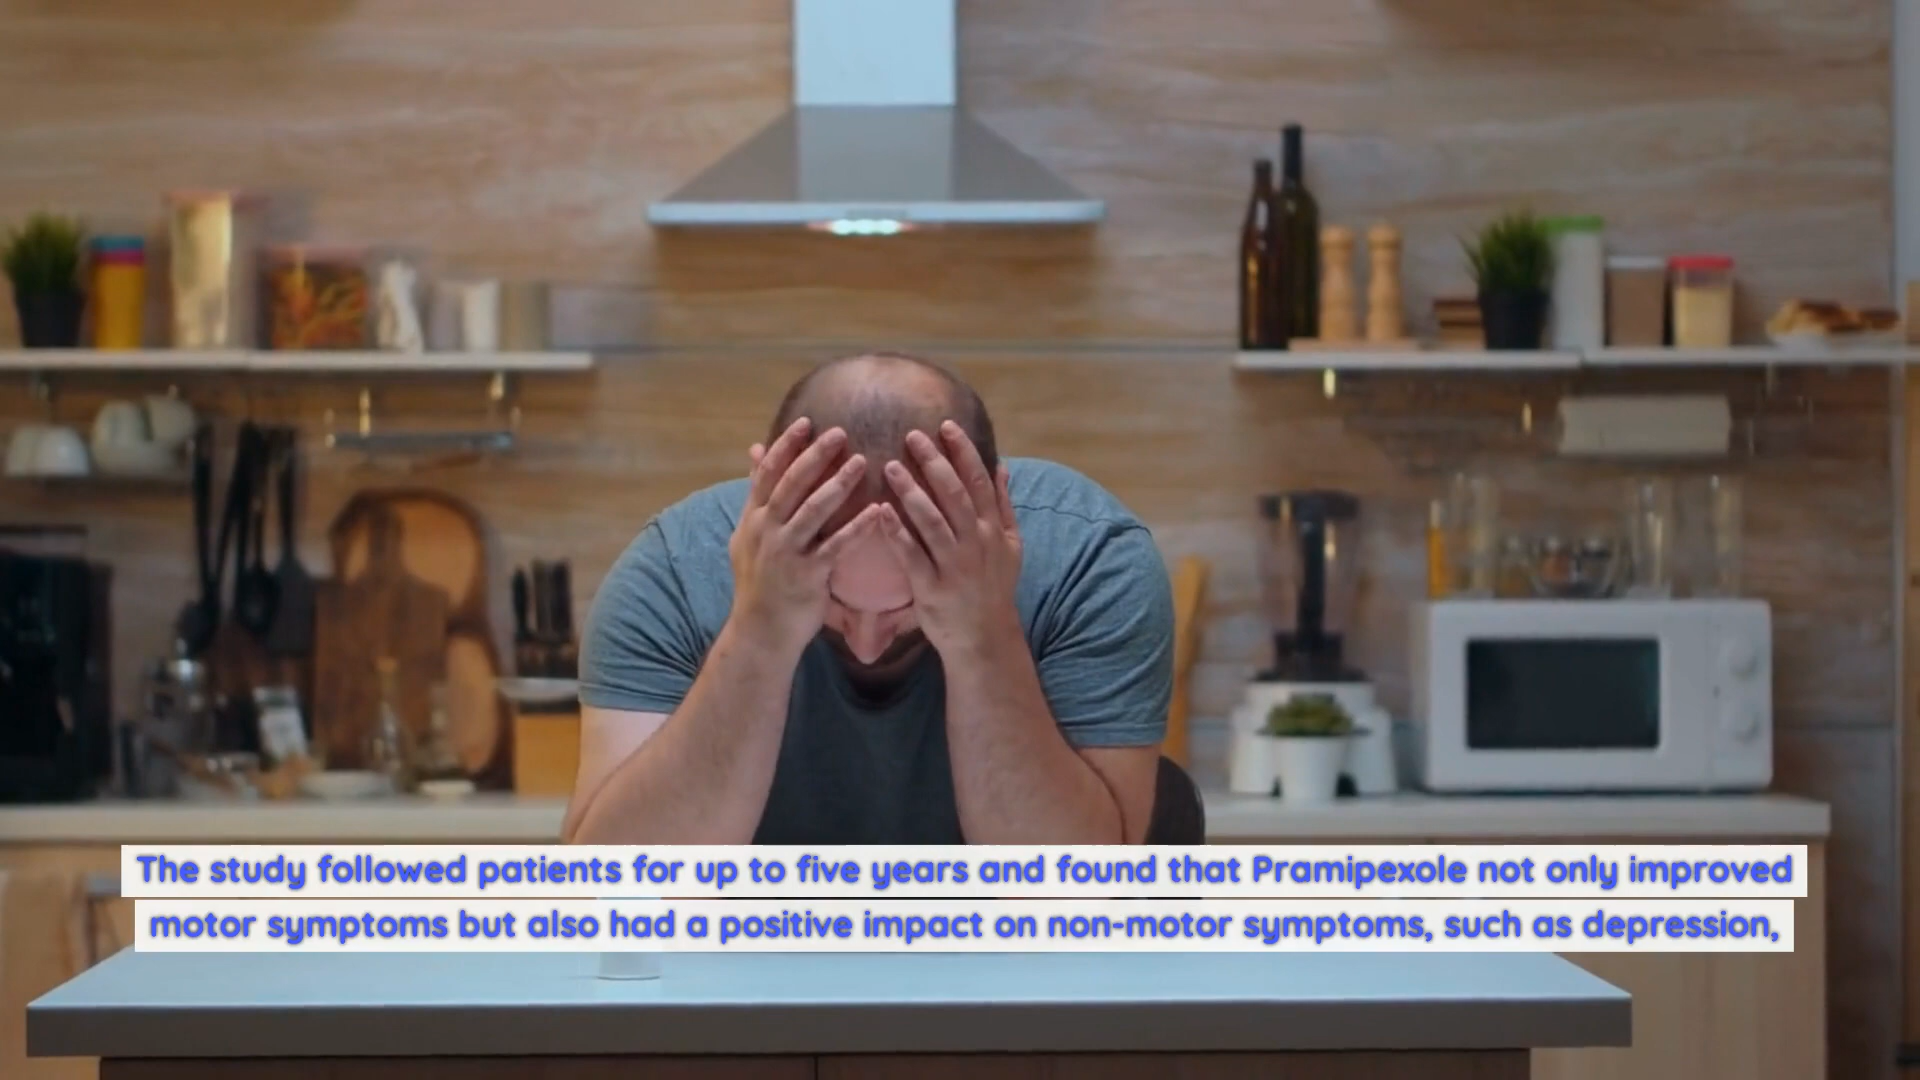 The study followed patients for up to five years and found that Pramipexole not only improved
motor symptoms but also had a positive impact on non-motor symptoms, such as depression,